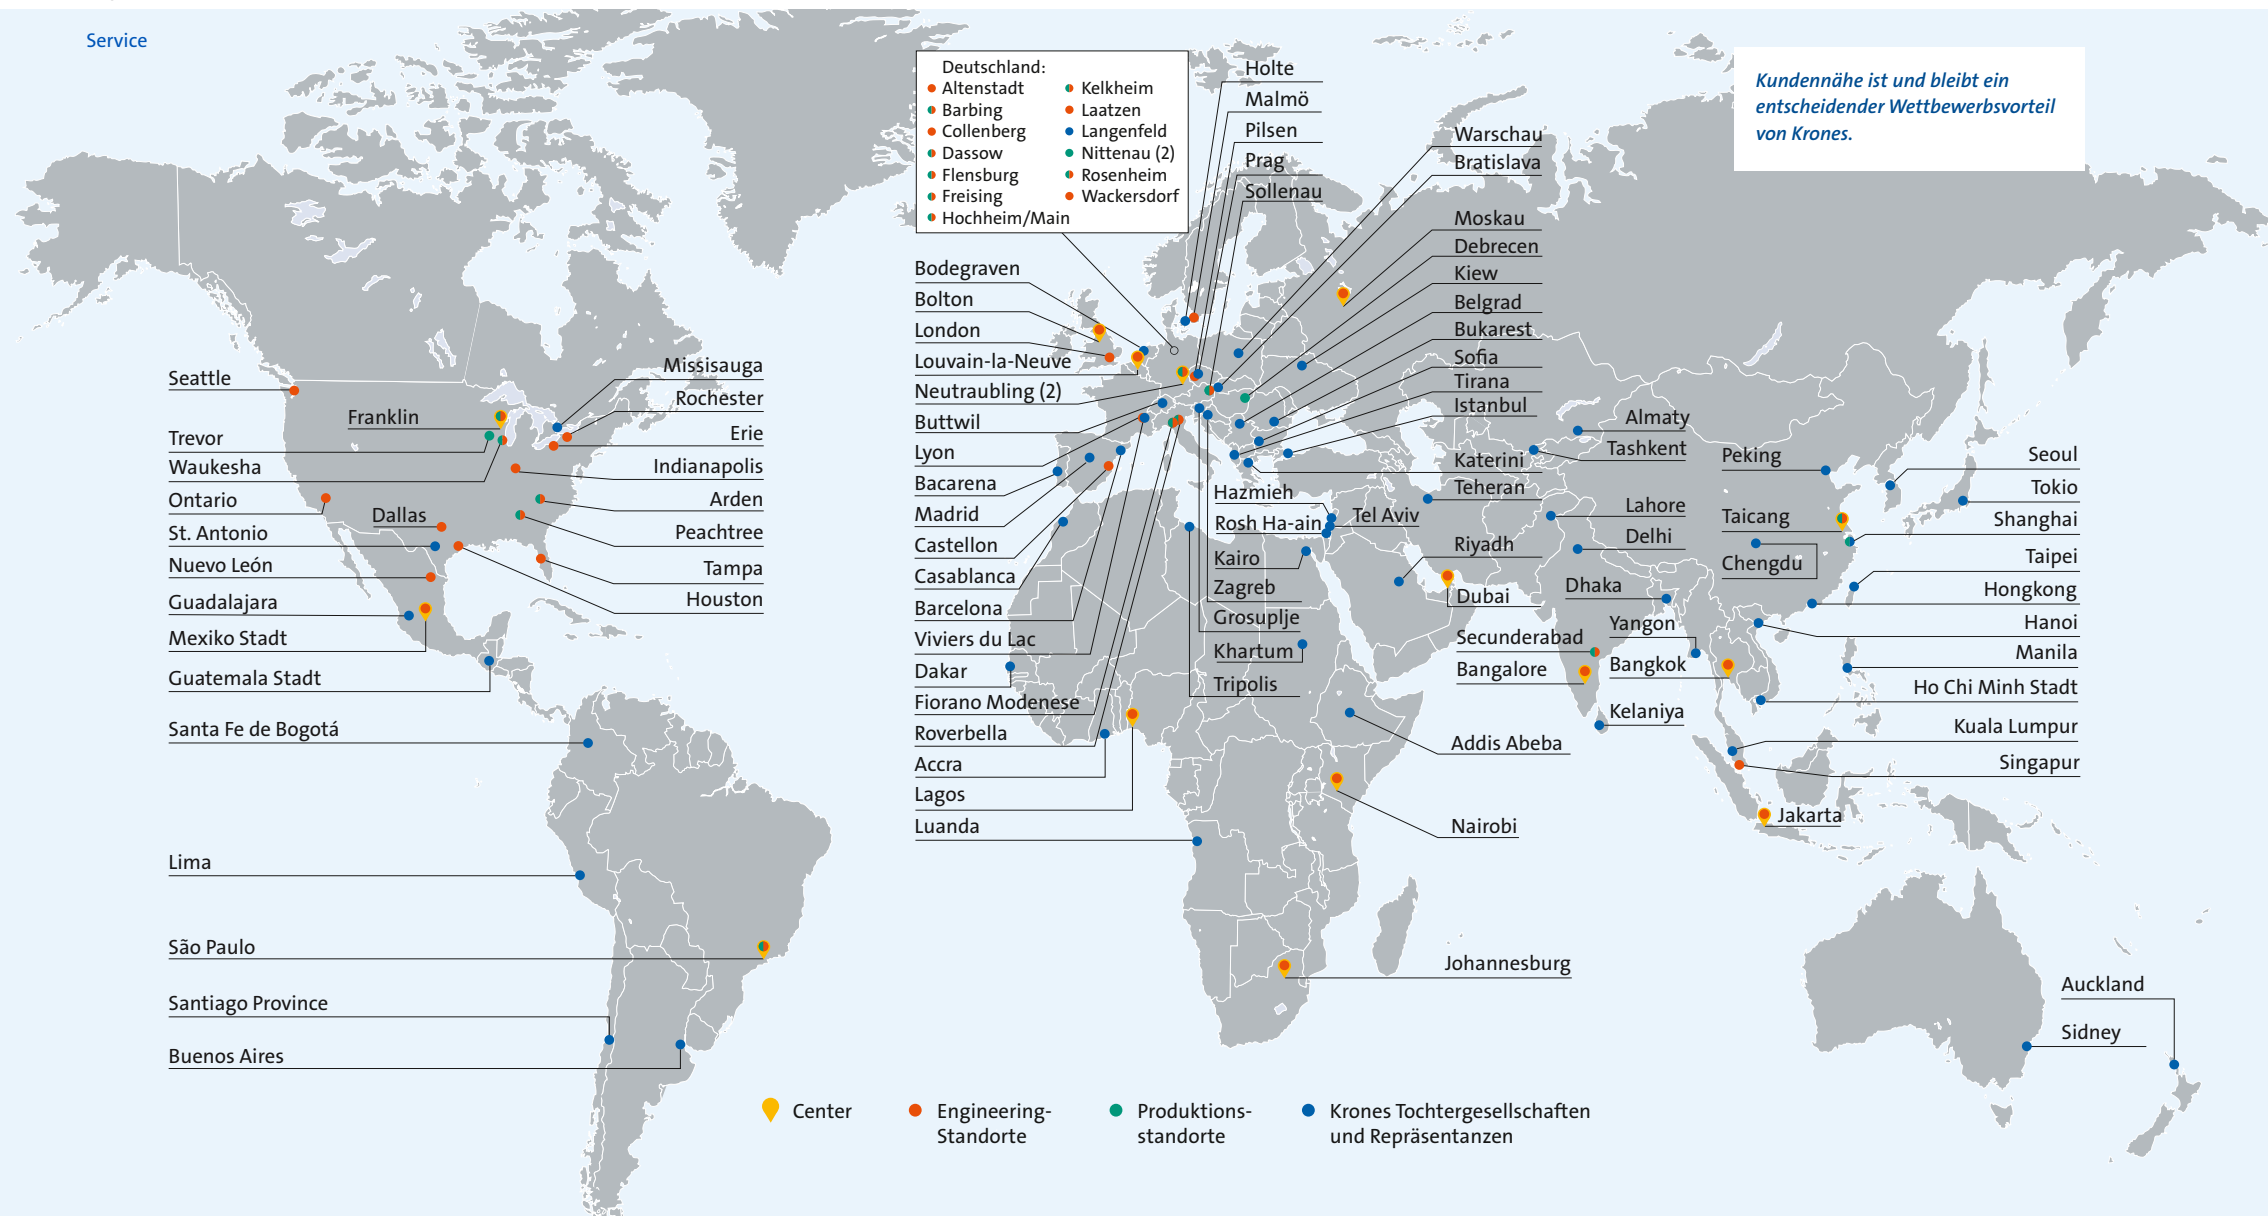 Service
Kundennähe ist und bleibt ein
entscheidender Wettbewerbsvorteil
von Krones.
Deutschland:
Altenstadt
Barbing
Collenberg
Dassow
Flensburg
Freising
Hochheim/Main
Kelkheim
Laatzen
Langenfeld
Nittenau (2)
Rosenheim
Wackersdorf
Seattle
Franklin
Trevor
Waukesha
Ontario
Dallas
St. Antonio
Nuevo León
Guadalajara
Mexiko Stadt
Guatemala Stadt
Santa Fe de Bogotá
Lima
São Paulo
Santiago Province
Buenos Aires
Missisauga
Rochester
Erie
Indianapolis
Arden
Peachtree
Tampa
Houston
Bodegraven
Bolton
London
Louvain-la-Neuve
Neutraubling (2)
Buttwil
Lyon
Bacarena
Madrid
Castellon
Casablanca
Barcelona
Viviers du Lac
Dakar
Fiorano Modenese
Roverbella
Accra
Lagos
Luanda
Holte
Malmö
Pilsen
Prag
Sollenau
Warschau
Bratislava
Moskau
Debrecen
Kiew
Belgrad
Bukarest
Sofia
Tirana
Istanbul
Katerini
Teheran
Hazmieh
Rosh Ha-ain
Tel Aviv
Kairo
Zagreb
Grosuplje
Khartum
Tripolis
Riyadh
Dubai
Addis Abeba
Nairobi
Johannesburg
Almaty
Tashkent
Lahore
Delhi
Dhaka
Secunderabad
Bangalore
Yangon
Bangkok
Kelaniya
Peking
Taicang
Chengdu
Seoul
Tokio
Shanghai
Taipei
Hongkong
Hanoi
Manila
Ho Chi Minh Stadt
Kuala Lumpur
Singapur
Jakarta
Auckland
Sidney
Center
Engineering-
Standorte
Produktions-
standorte
Krones Tochtergesellschaften
und Repräsentanzen